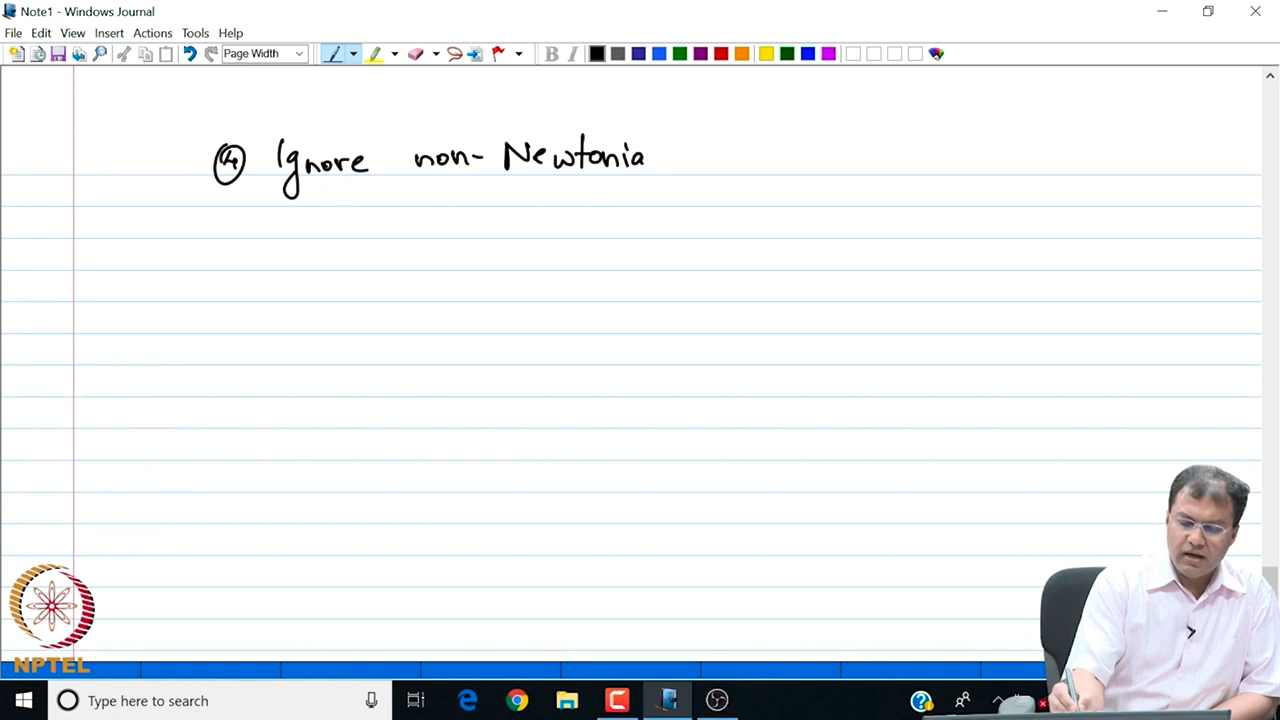 Note1 - Windows Journal
File Edit View Insert Actions Tools Help
Page Width B I
④ Ignore non-Newtonia
NPTEL
Type here to search